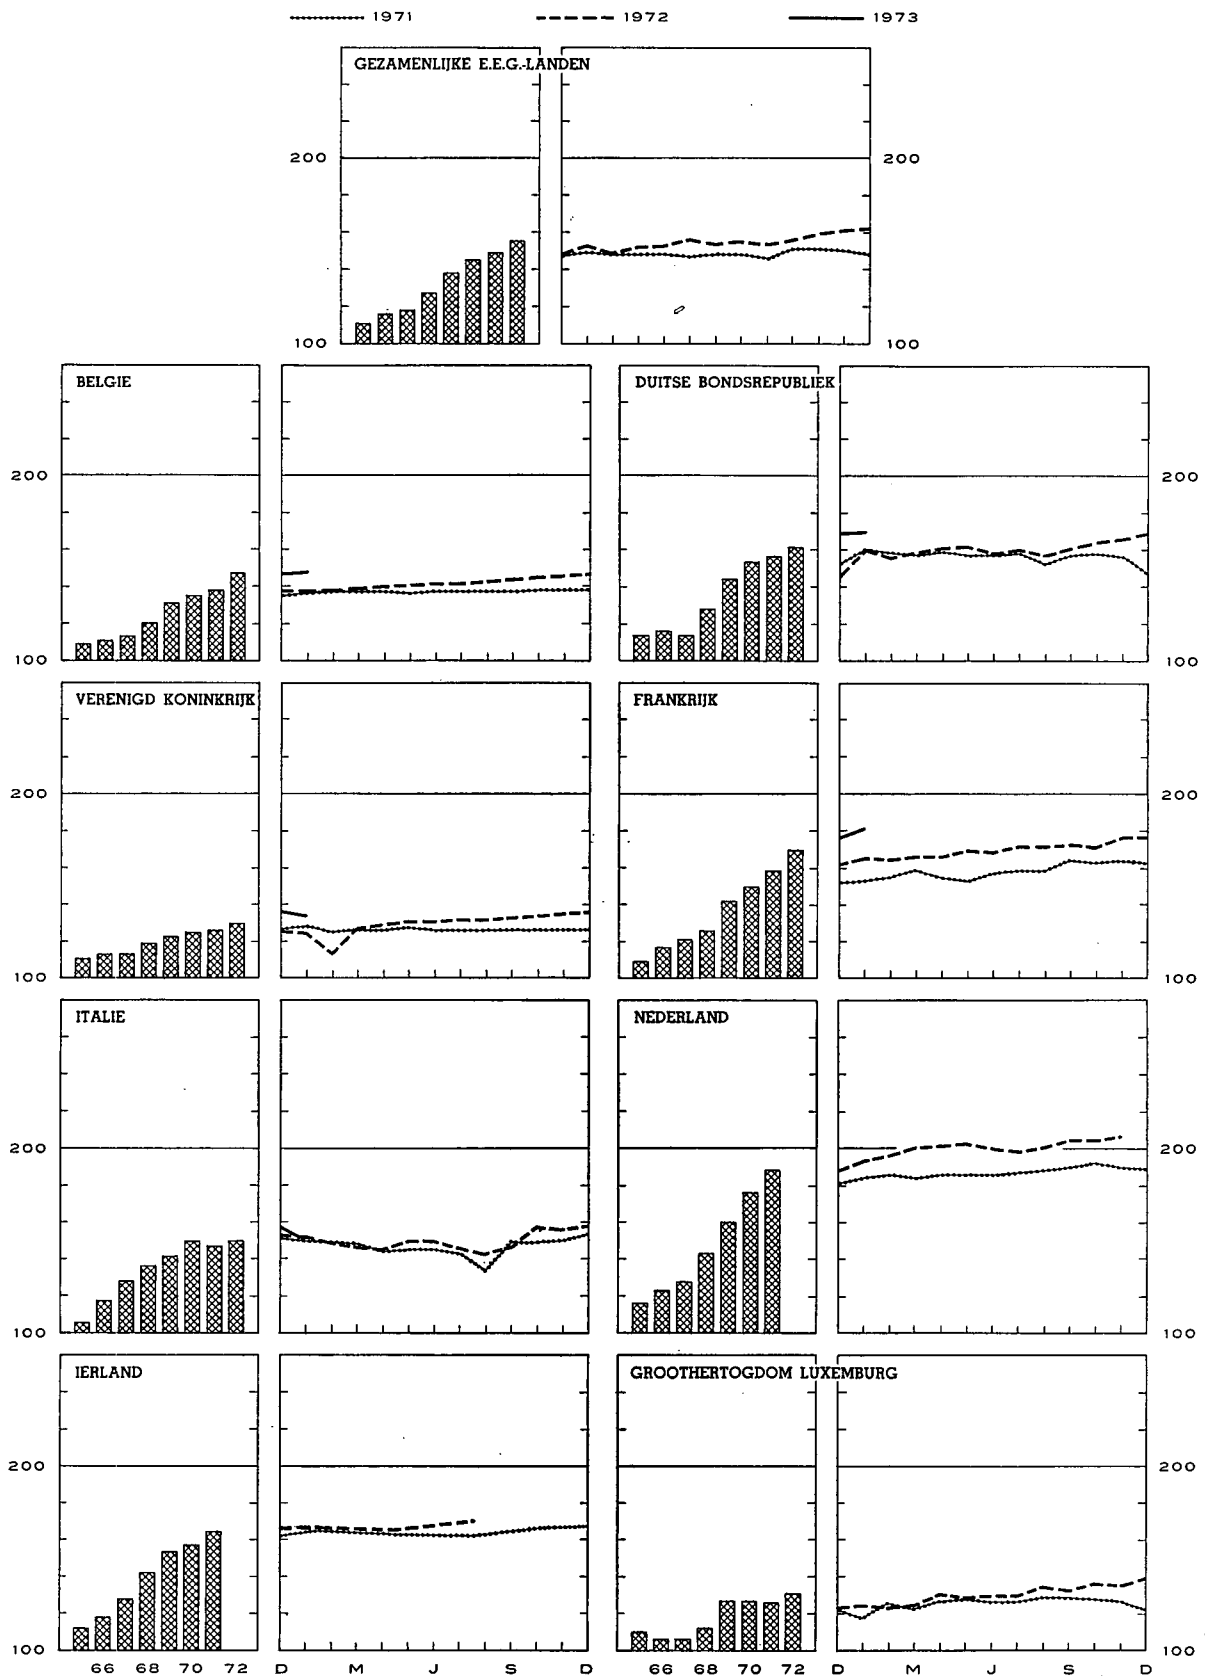 1971 1972 1973
GEZAMENLIJKE E.E.G.-LANDEN
200 200
100 100
BELGIE DUITSE BONDSREPUBLIEK
200 200
100 100
VERENIGD KONINKRIJK FRANKRIJK
200 200
100 100
ITALIE NEDERLAND
200 200
100 100
IERLAND GROOTHERTOGDOM LUXEMBURG
200 200
100 100
66 68 70 72 D M J S D 66 68 70 72 D M J S D